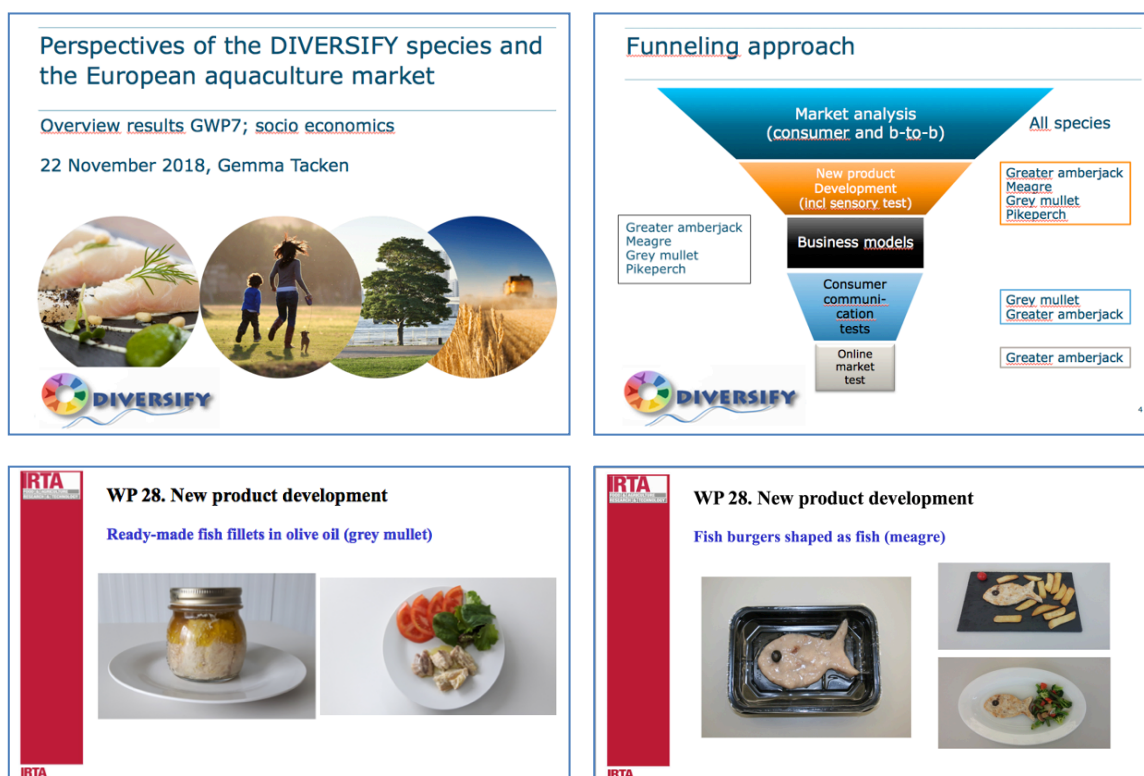 Perspectives of the DIVERSIFY species and
the European aquaculture market
Overview results GWP7; socio economics
22 November 2018, Gemma Tacken
DIVERSIFY
Funneling approach
Market analysis
(consumer and b-to-b)
All species
New product
Development
(incl sensory test)
Greater amberjack
Meagre
Grey mullet
Pikeperch
Greater amberjack
Meagre
Grey mullet
Pikeperch
Business models
Consumer
communi-
cation
tests
Grey mullet
Greater amberjack
Online
market
test
Greater amberjack
DIVERSIFY
4
IRTA
WP 28. New product development
Ready-made fish fillets in olive oil (grey mullet)
IRTA
IRTA
WP 28. New product development
Fish burgers shaped as fish (meagre)
IRTA